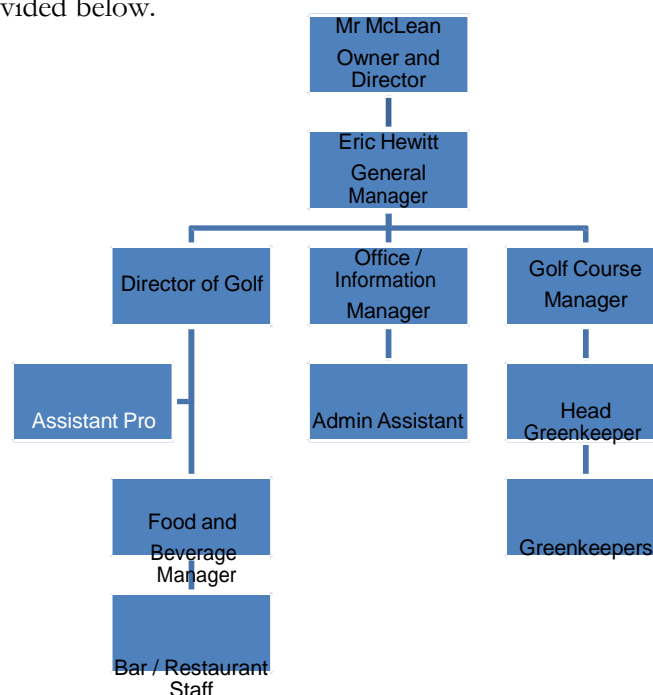 below.
Mr McLean
Owner and
Director
Eric Hewitt
General
Manager
Director of Golf
Office /
Information
Manager
Golf Course
Manager
Assistant Pro
Admin Assistant
Head
Greenkeeper
Food and
Beverage
Manager
Greenkeepers
Bar / Restaurant
Staff